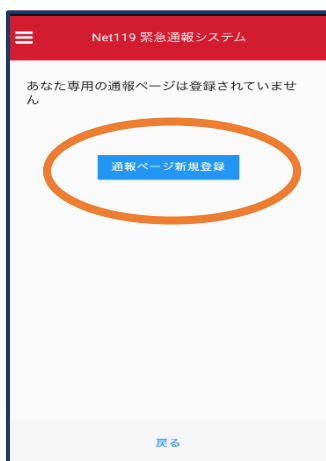 Net119 緊急通報システム
あなた専用の通報ページは登録されていませ
ん
通報ページ新規登録
戻る